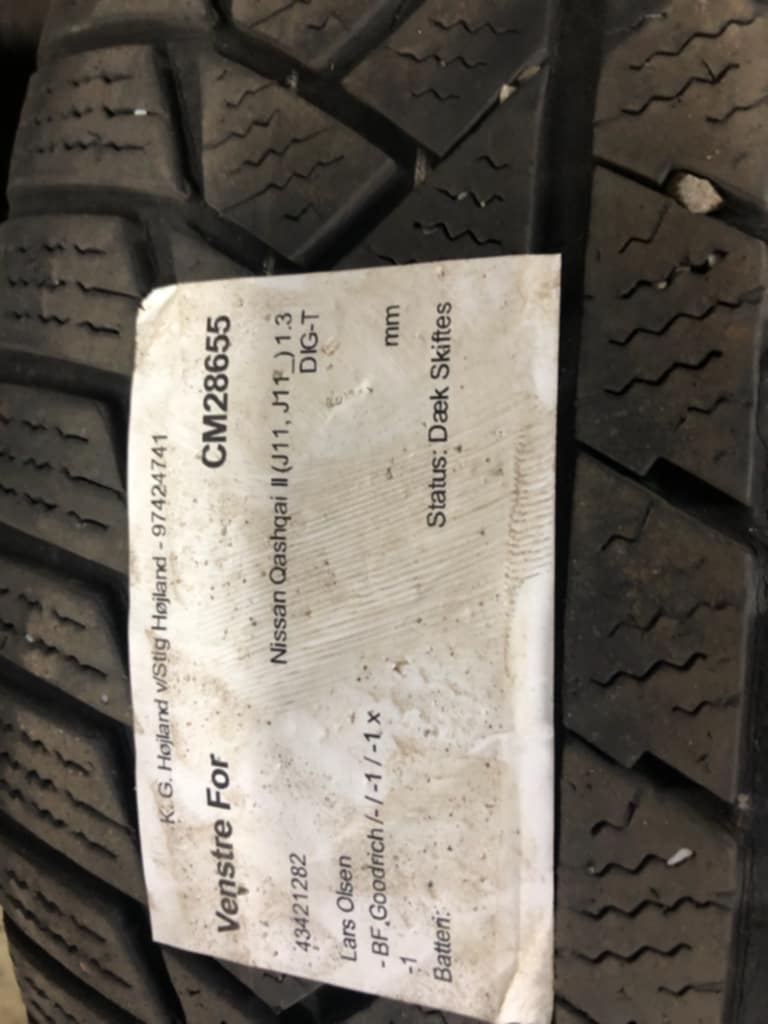 K. G. Højland v/Stig Højland - 97424741
Venstre For CM28655
43421282 Nissan Qashqai II (J11, J11_) 1.3
DIG-T
Lars Olsen
- BF.Goodrich /- / -1 / -1 x mm
-1
Batteri: Status: Dæk Skiftes